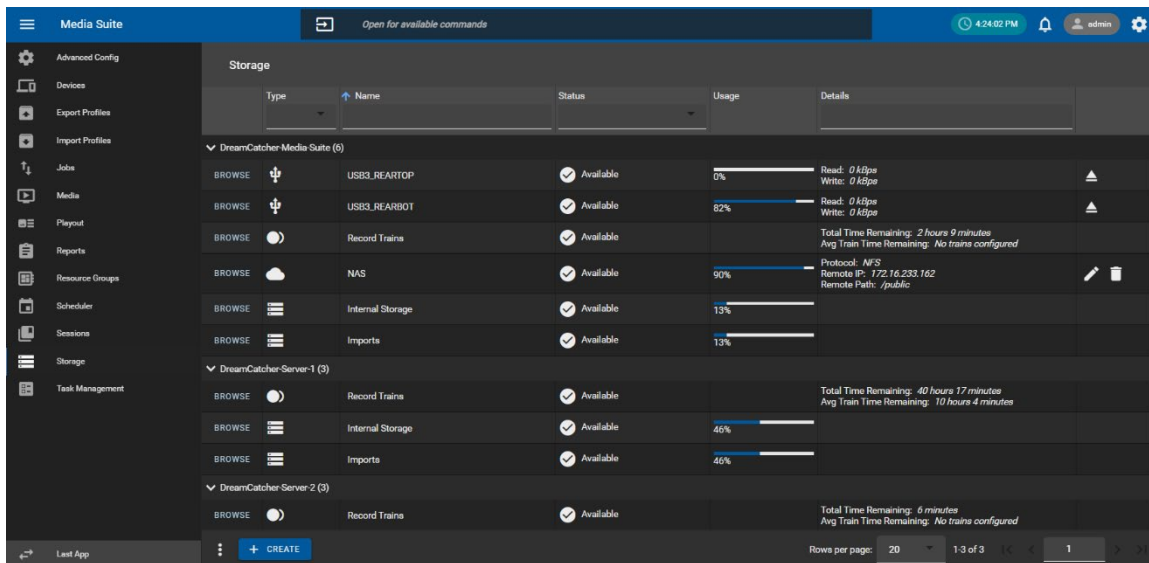 Media Suite
Open for available commands
4:24:02 PM
admin
Advanced Config
Devices
Export Profiles
Import Profiles
Jobs
Media
Playout
Reports
Resource Groups
Scheduler
Sessions
Storage
Task Management
Last App
Storage
Type Name Status Usage Details
DreamCatcher-Media-Suite (6)
BROWSE USB3_REARTOP Available 0% Read: 0 kBps
Write: 0 kBps
BROWSE USB3_REARBOT Available 82% Read: 0 kBps
Write: 0 kBps
BROWSE Record Trains Available Total Time Remaining: 2 hours 9 minutes
Avg Train Time Remaining: No trains configured
BROWSE NAS Available 90% Protocol: NFS
Remote IP: 172.16.233.162
Remote Path: /public
BROWSE Internal Storage Available 13%
BROWSE Imports Available 13%
DreamCatcher-Server-1 (3)
BROWSE Record Trains Available Total Time Remaining: 40 hours 17 minutes
Avg Train Time Remaining: 10 hours 4 minutes
BROWSE Internal Storage Available 46%
BROWSE Imports Available 46%
DreamCatcher-Server-2 (3)
BROWSE Record Trains Available Total Time Remaining: 6 minutes
Avg Train Time Remaining: No trains configured
+ CREATE
Rows per page: 20 1-3 of 3 1